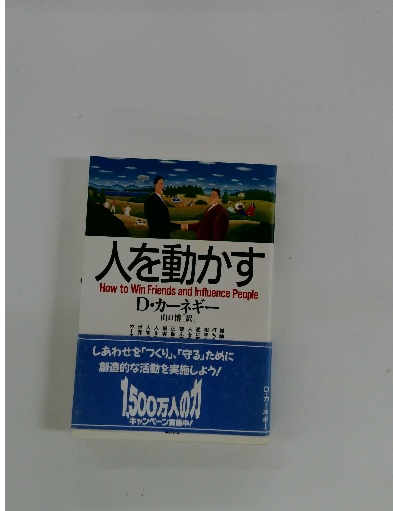 人を動かす
How to Win Friends and Influence People
D・カーネギー
山口博 訳
しあわせを「つくり」、「守る」ために
創造的な活動を実施しよう!
1,500万人の力
キャンペーン実施中!
D・カーネギー